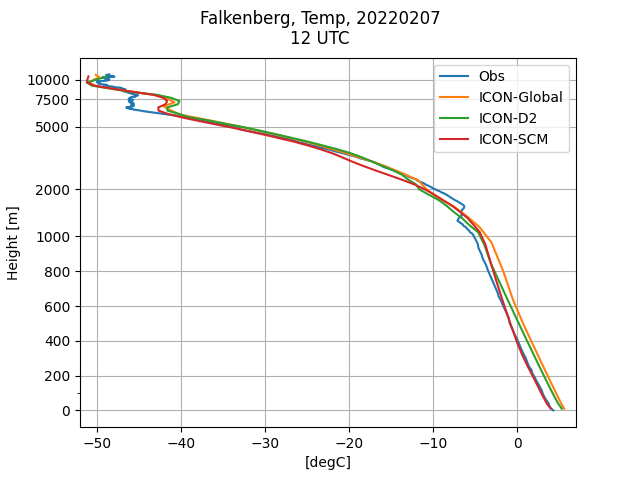 Falkenberg, Temp, 20220207
12 UTC
Obs
ICON-Global
ICON-D2
ICON-SCM
Height [m]
10000
7500
5000
2000
1000
800
600
400
200
0
−50
−40
−30
−20
−10
0
[degC]